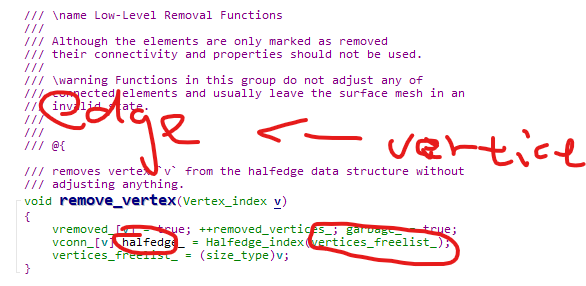 /// \name Low-Level Removal Functions
///
/// Although the elements are only marked as removed
/// their connectivity and properties should not be used.
///
/// \warning Functions in this group do not adjust any of
/// connected elements and usually leave the surface mesh in an
/// invalid state.
///
edge ← vertice
///
/// @{
/// removes vertex `v` from the halfedge data structure without
/// adjusting anything.
void remove_vertex(Vertex_index v)
{
vremoved_[v] = true; ++removed_vertices_; garbage_ = true;
vconn_[v].halfedge_ = Halfedge_index(vertices_freelist_);
vertices_freelist_ = (size_type)v;
}